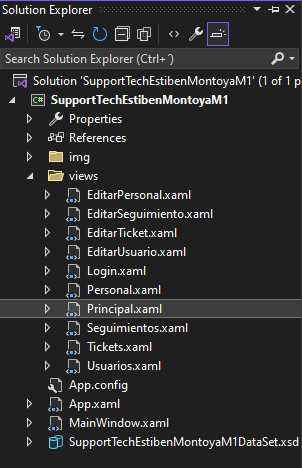 Solution Explorer
Search Solution Explorer (Ctrl+´)
Solution 'SupportTechEstibenMontoyaM1' (1 of 1 p
C# SupportTechEstibenMontoyaM1
Properties
References
img
views
EditarPersonal.xaml
EditarSeguimiento.xaml
EditarTicket.xaml
EditarUsuario.xaml
Login.xaml
Personal.xaml
Principal.xaml
Seguimientos.xaml
Tickets.xaml
Usuarios.xaml
App.config
App.xaml
MainWindow.xaml
SupportTechEstibenMontoyaM1DataSet.xsd